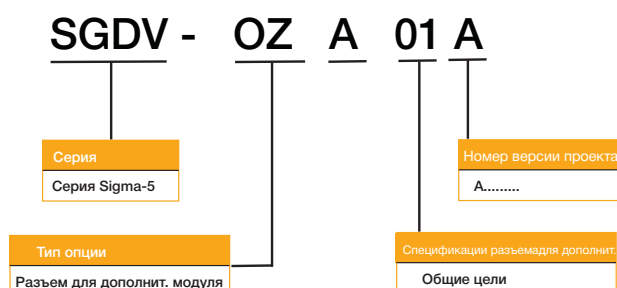 SGDV - OZ A 01 A
Серия
Серия Sigma-5
Номер версии проекта
A.........
Тип опции
Разъем для дополнит. модуля
Спецификации разъемадля дополнит.
Общие цели